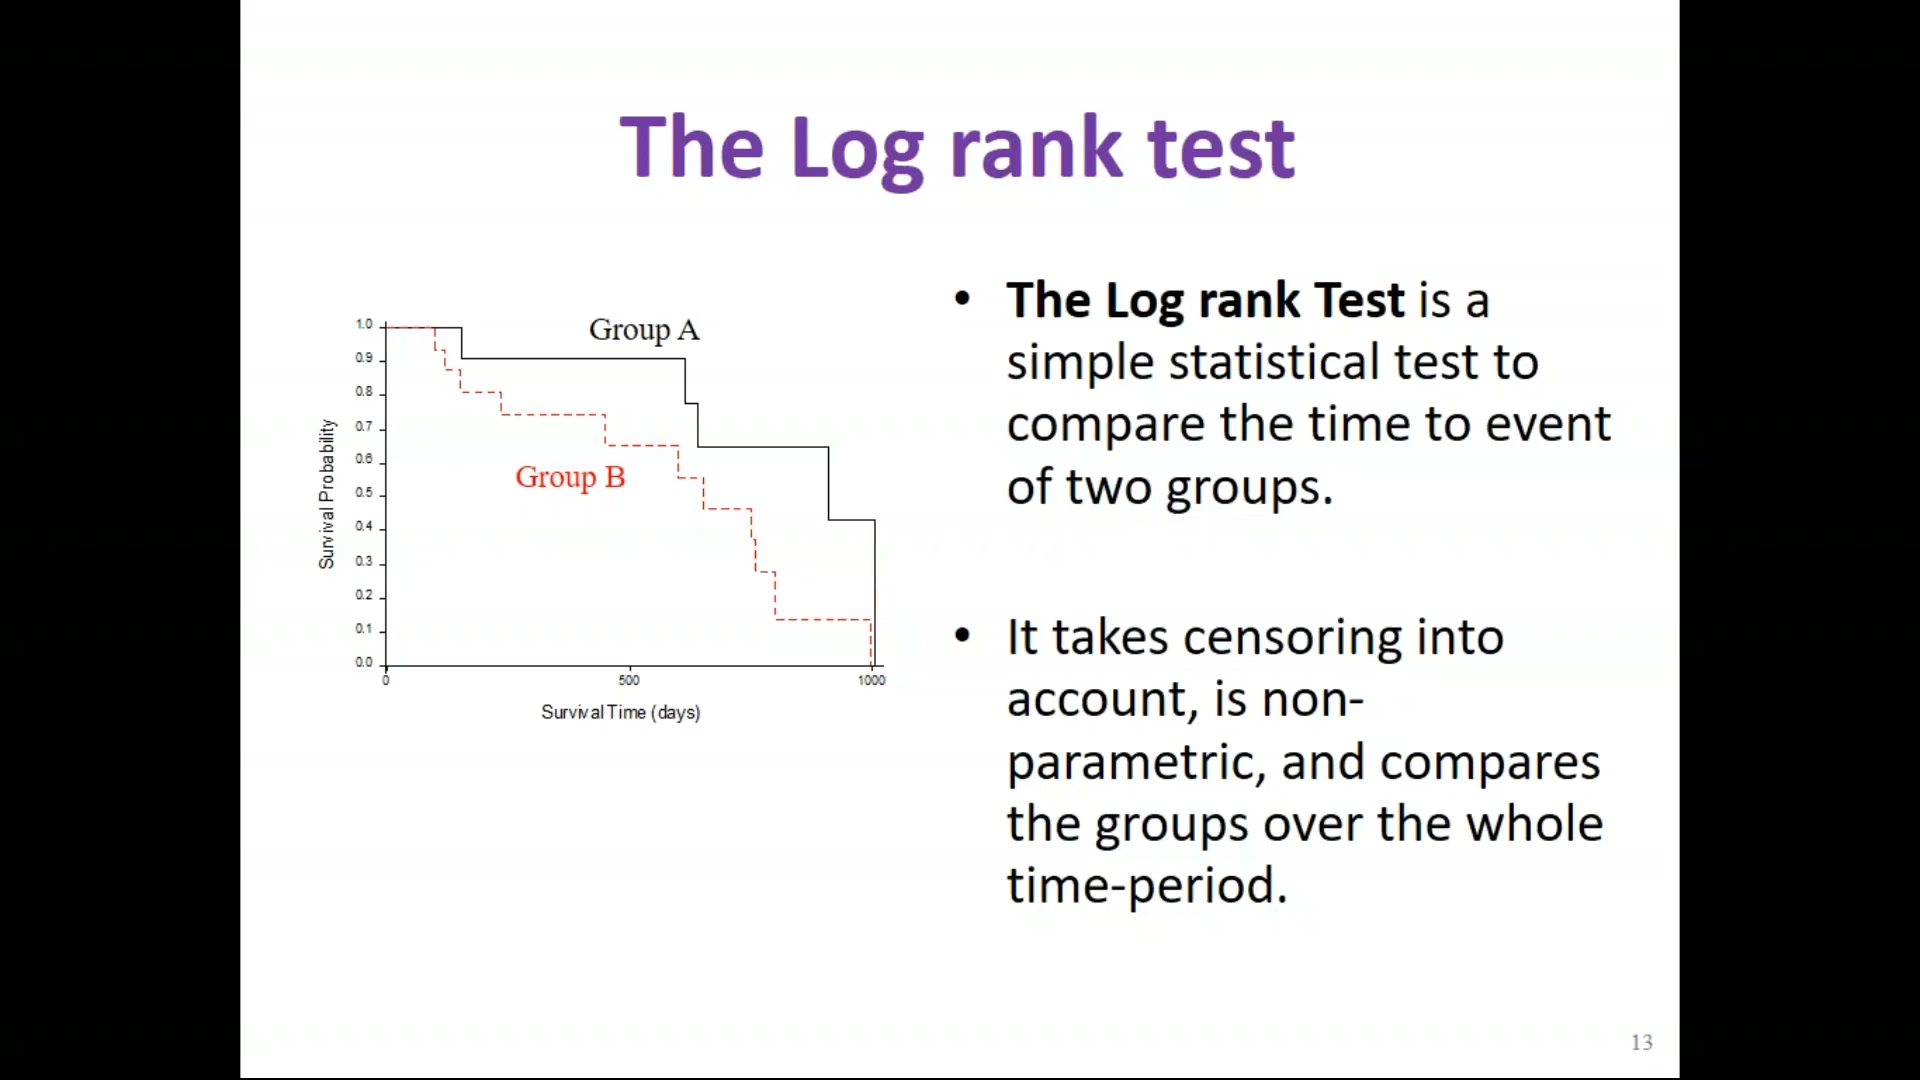 The Log rank test
Group A
Group B
Survival Probability
1.0
0.9
0.8
0.7
0.6
0.5
0.4
0.3
0.2
0.1
0.0
0
500
1000
Survival Time (days)
• The Log rank Test is a
simple statistical test to
compare the time to event
of two groups.
• It takes censoring into
account, is non-
parametric, and compares
the groups over the whole
time-period.
13